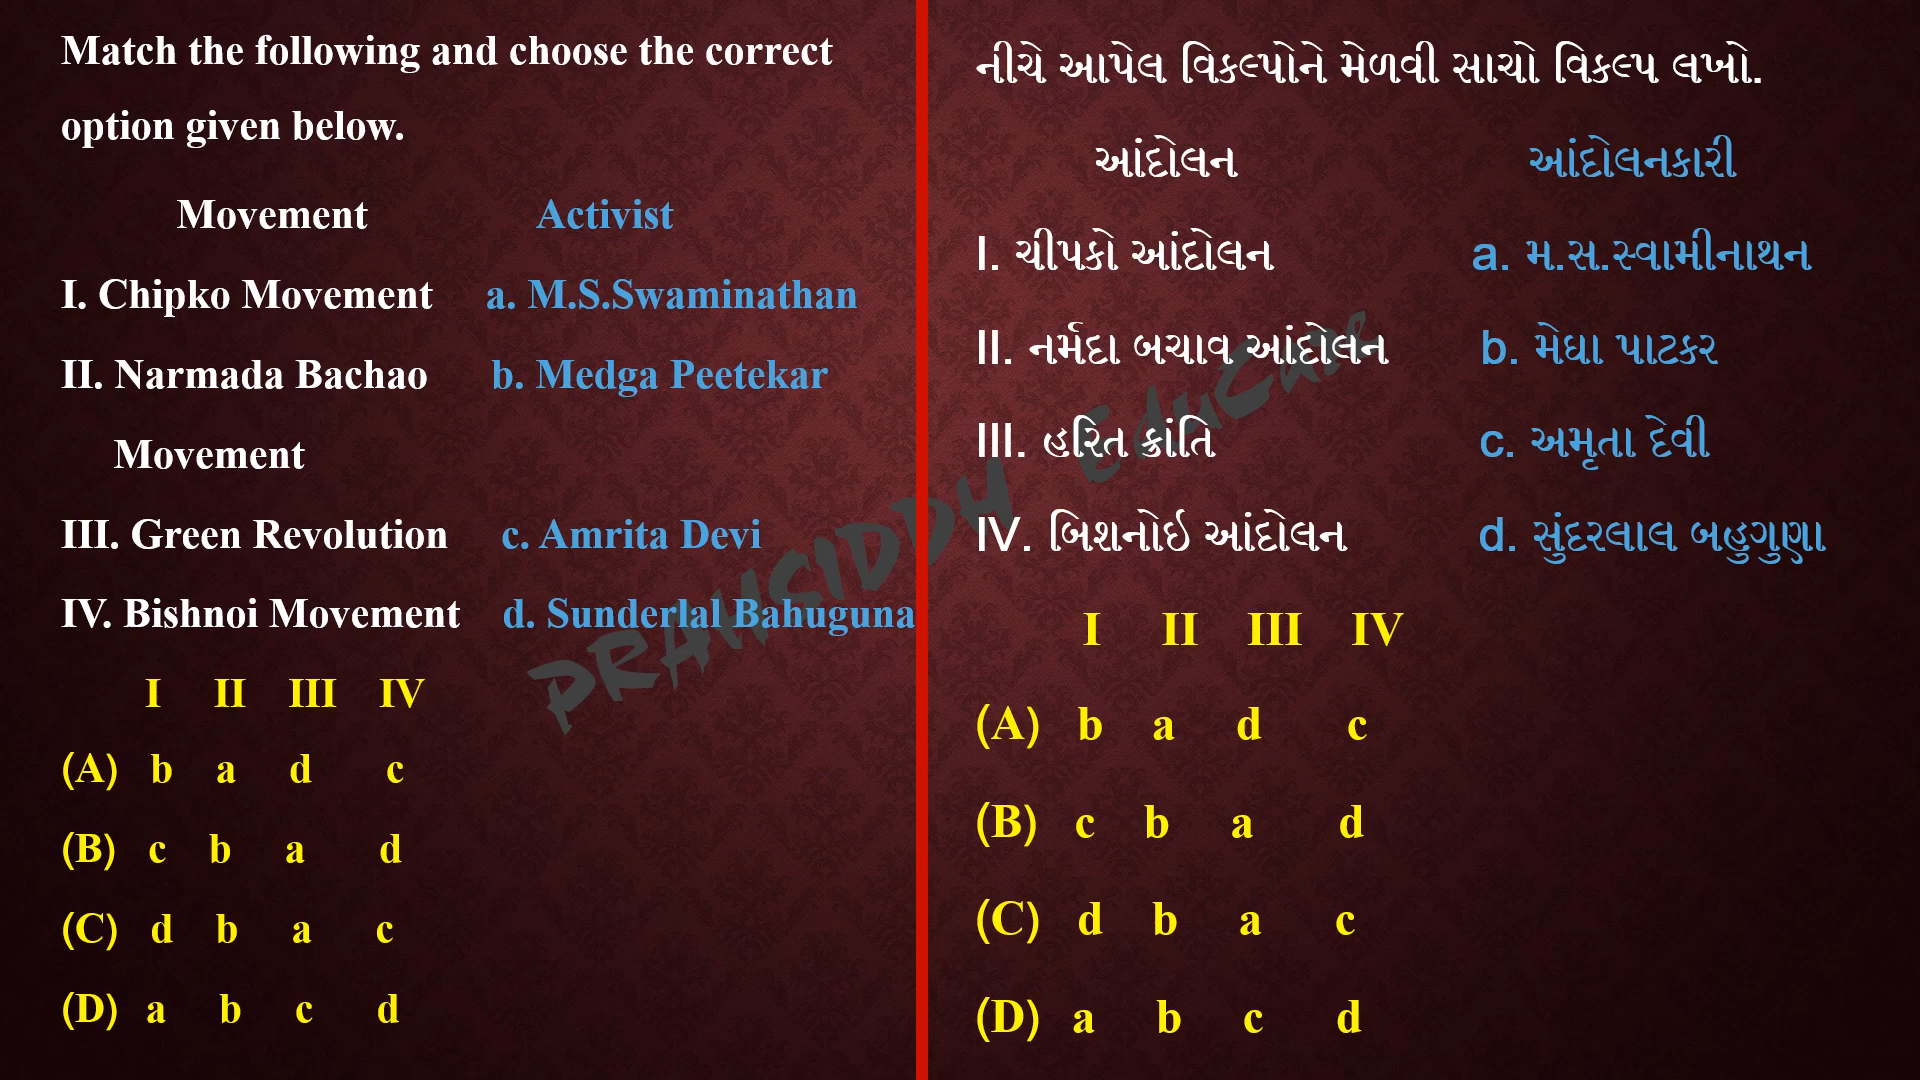 Match the following and choose the correct
option given below.
Movement Activist
I. Chipko Movement a. M.S.Swaminathan
II. Narmada Bachao b. Medga Peetekar
Movement
III. Green Revolution c. Amrita Devi
IV. Bishnoi Movement d. Sunderlal Bahuguna
I II III IV
(A) b a d c
(B) c b a d
(C) d b a c
(D) a b c d
નીચે આપેલ વિકલ્પોને મેળવી સાચો વિકલ્પ લખો.
આંદોલન આંદોલનકારી
I. ચીપકો આંદોલન a. મ.સ.સ્વામીનાથન
II. નર્મદા બચાવ આંદોલન b. મેઘા પાટકર
III. હરિત ક્રાંતિ c. અમૃતા દેવી
IV. બિશનોઈ આંદોલન d. સુંદરલાલ બહુગુણા
I II III IV
(A) b a d c
(B) c b a d
(C) d b a c
(D) a b c d
PRAWSIDDH EduCare